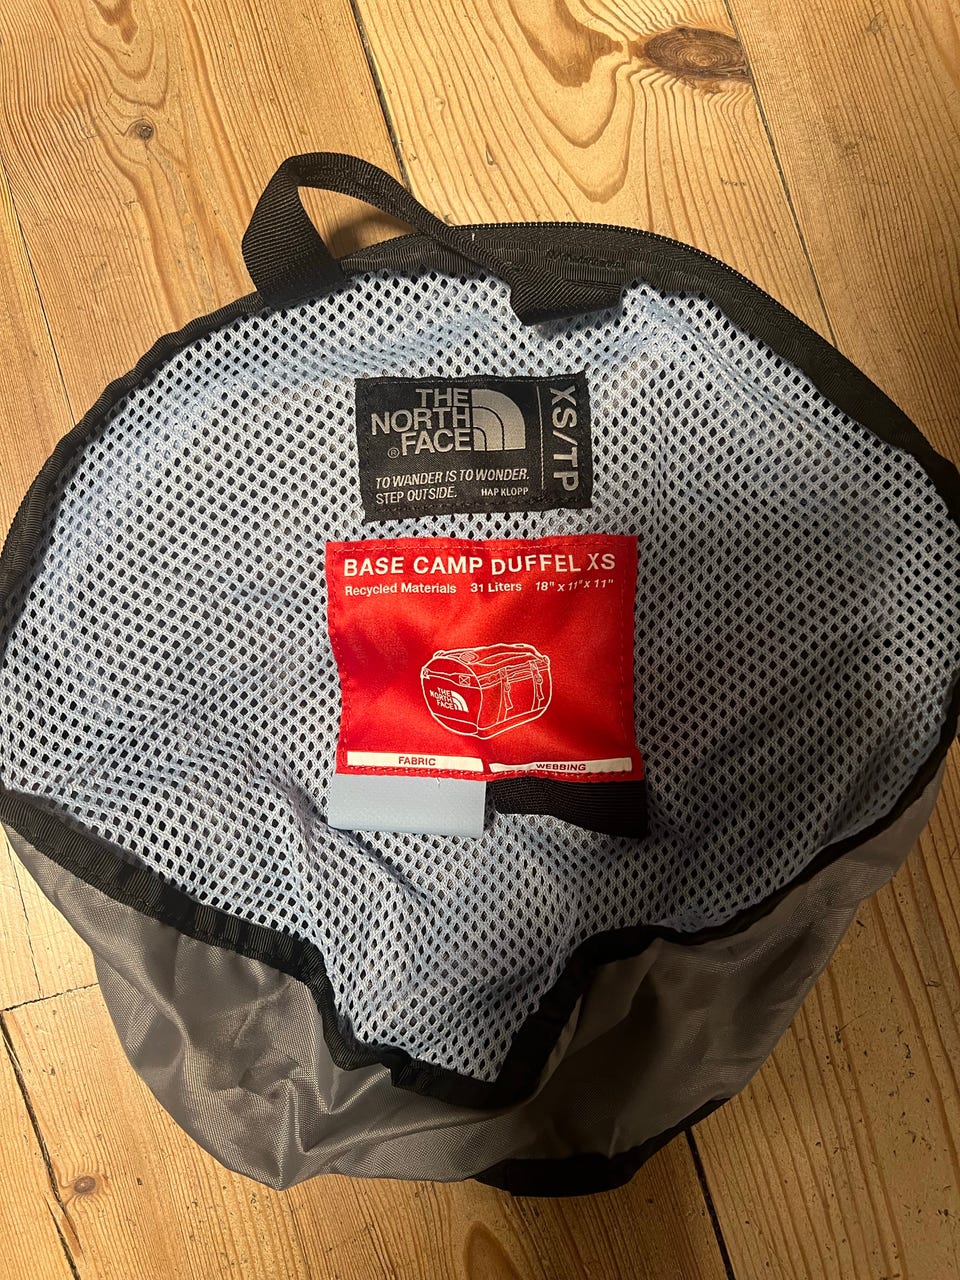 THE
NORTH
FACE
®
XS/TP
TO WANDER IS TO WONDER.
STEP OUTSIDE. HAP KLOPP
BASE CAMP DUFFEL XS
Recycled Materials 31 Liters 18" x 11" x 11"
THE
NORTH
FACE
FABRIC
WEBBING